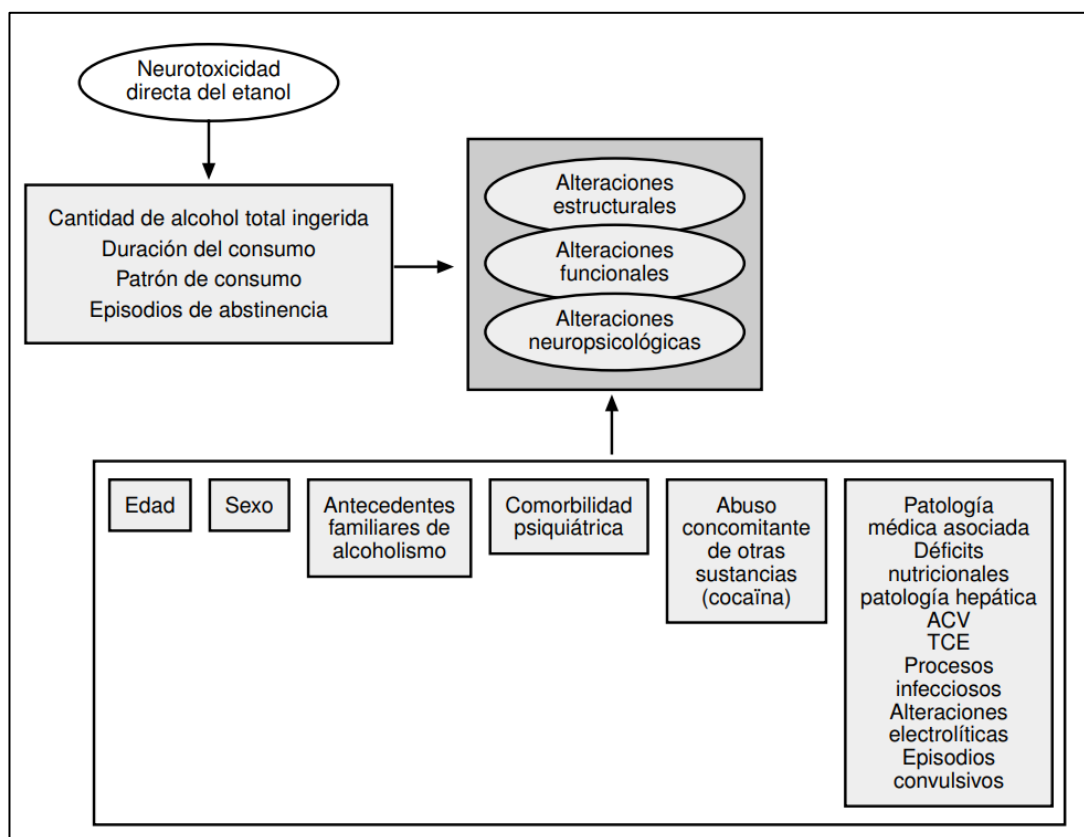 Neurotoxicidad
directa del etanol
Cantidad de alcohol total ingerida
Duración del consumo
Patrón de consumo
Episodios de abstinencia
Alteraciones
estructurales
Alteraciones
funcionales
Alteraciones
neuropsicológicas
Edad
Sexo
Antecedentes
familiares de
alcoholismo
Comorbilidad
psiquiátrica
Abuso
concomitante
de otras
sustancias
(cocaïna)
Patología
médica asociada
Déficits
nutricionales
patología hepática
ACV
TCE
Procesos
infecciosos
Alteraciones
electrolíticas
Episodios
convulsivos